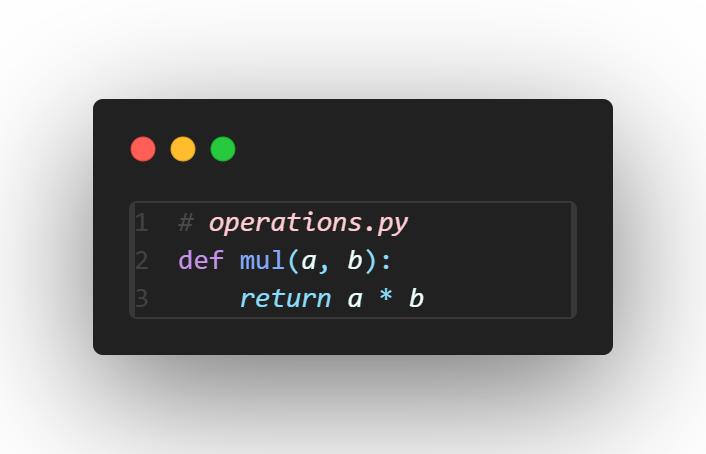 1 # operations.py
2 def mul(a, b):
3     return a * b